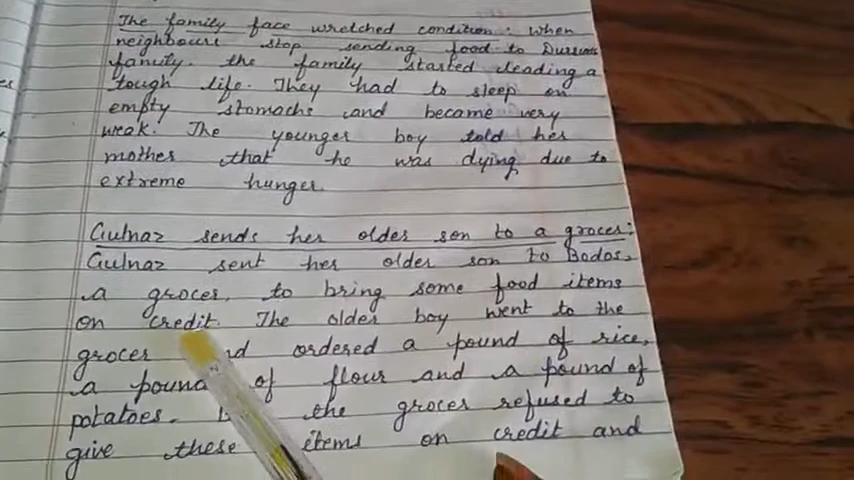 The family face wretched condition: When
neighbours stop sending food to Dursuns
family. the family started leading a
tough life. They had to sleep on
empty stomachs and became very
weak. The younger boy told her
mother that he was dying due to
extreme hunger.
Gulnaz sends her older son to a grocer:
Gulnaz sent her older son to Bodos,
a grocer, to bring some food items
on credit. The older boy went to the
grocer nd ordered a pound of rice,
a pound of flour and a pound of
potatoes. the grocer refused to
give these items on credit and